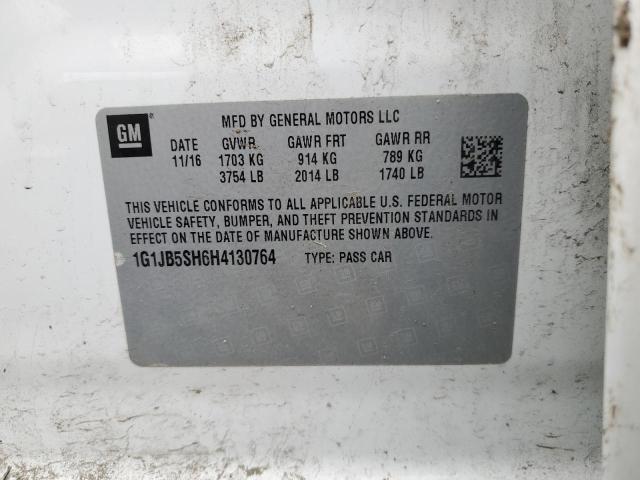 GM
MFD BY GENERAL MOTORS LLC
DATE GVWR GAWR FRT GAWR RR
11/16 1703 KG 914 KG 789 KG
3754 LB 2014 LB 1740 LB
THIS VEHICLE CONFORMS TO ALL APPLICABLE U.S. FEDERAL MOTOR
VEHICLE SAFETY, BUMPER, AND THEFT PREVENTION STANDARDS IN
EFFECT ON THE DATE OF MANUFACTURE SHOWN ABOVE.
1G1JB5SH6H4130764 TYPE: PASS CAR